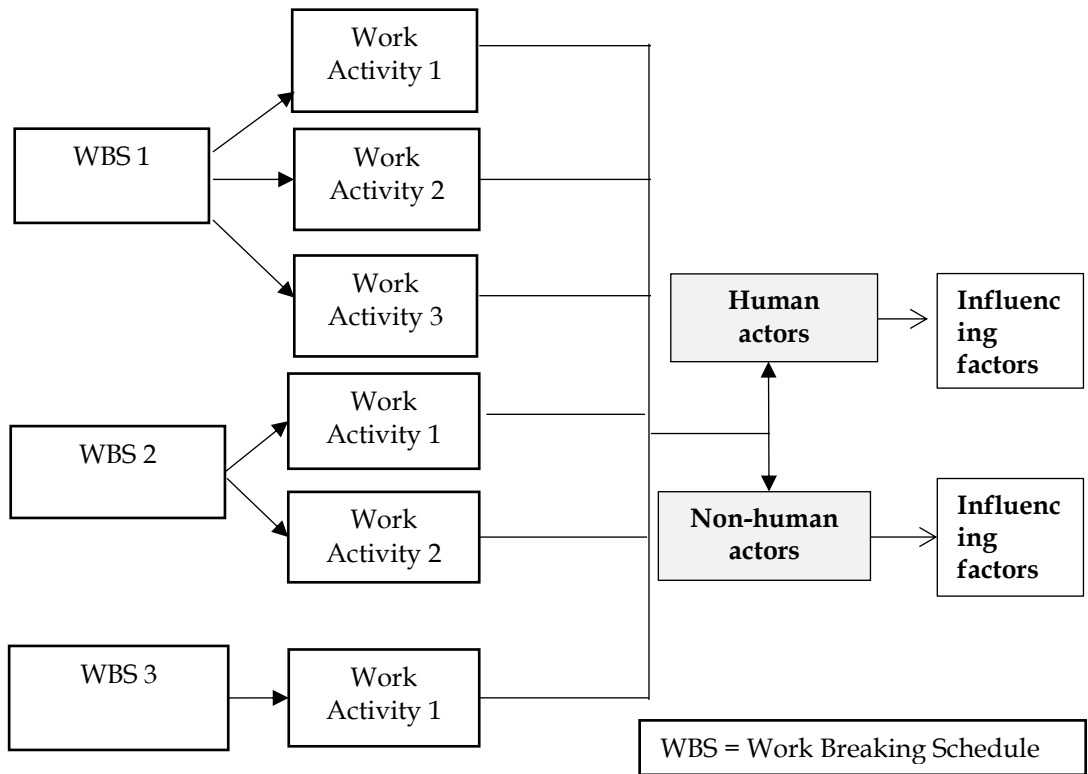 WBS 1
Work
Activity 1
Work
Activity 2
Work
Activity 3
WBS 2
Work
Activity 1
Work
Activity 2
WBS 3
Work
Activity 1
Human
actors
Influenc
ing
factors
Non-human
actors
Influenc
ing
factors
WBS = Work Breaking Schedule